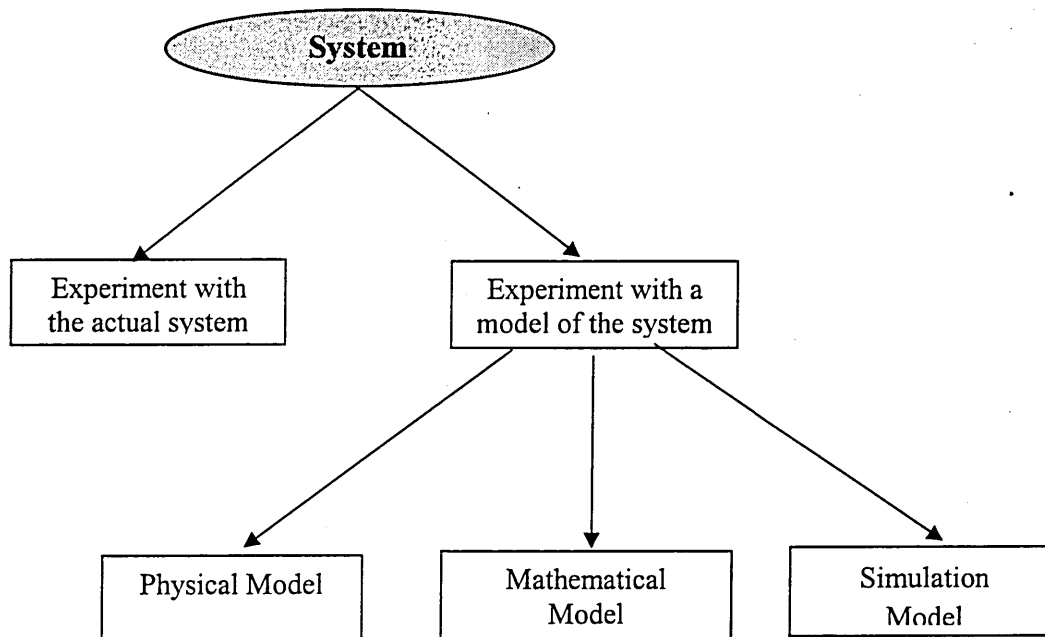 System
Experiment with
the actual system
Experiment with a
model of the system
Physical Model
Mathematical
Model
Simulation
Model